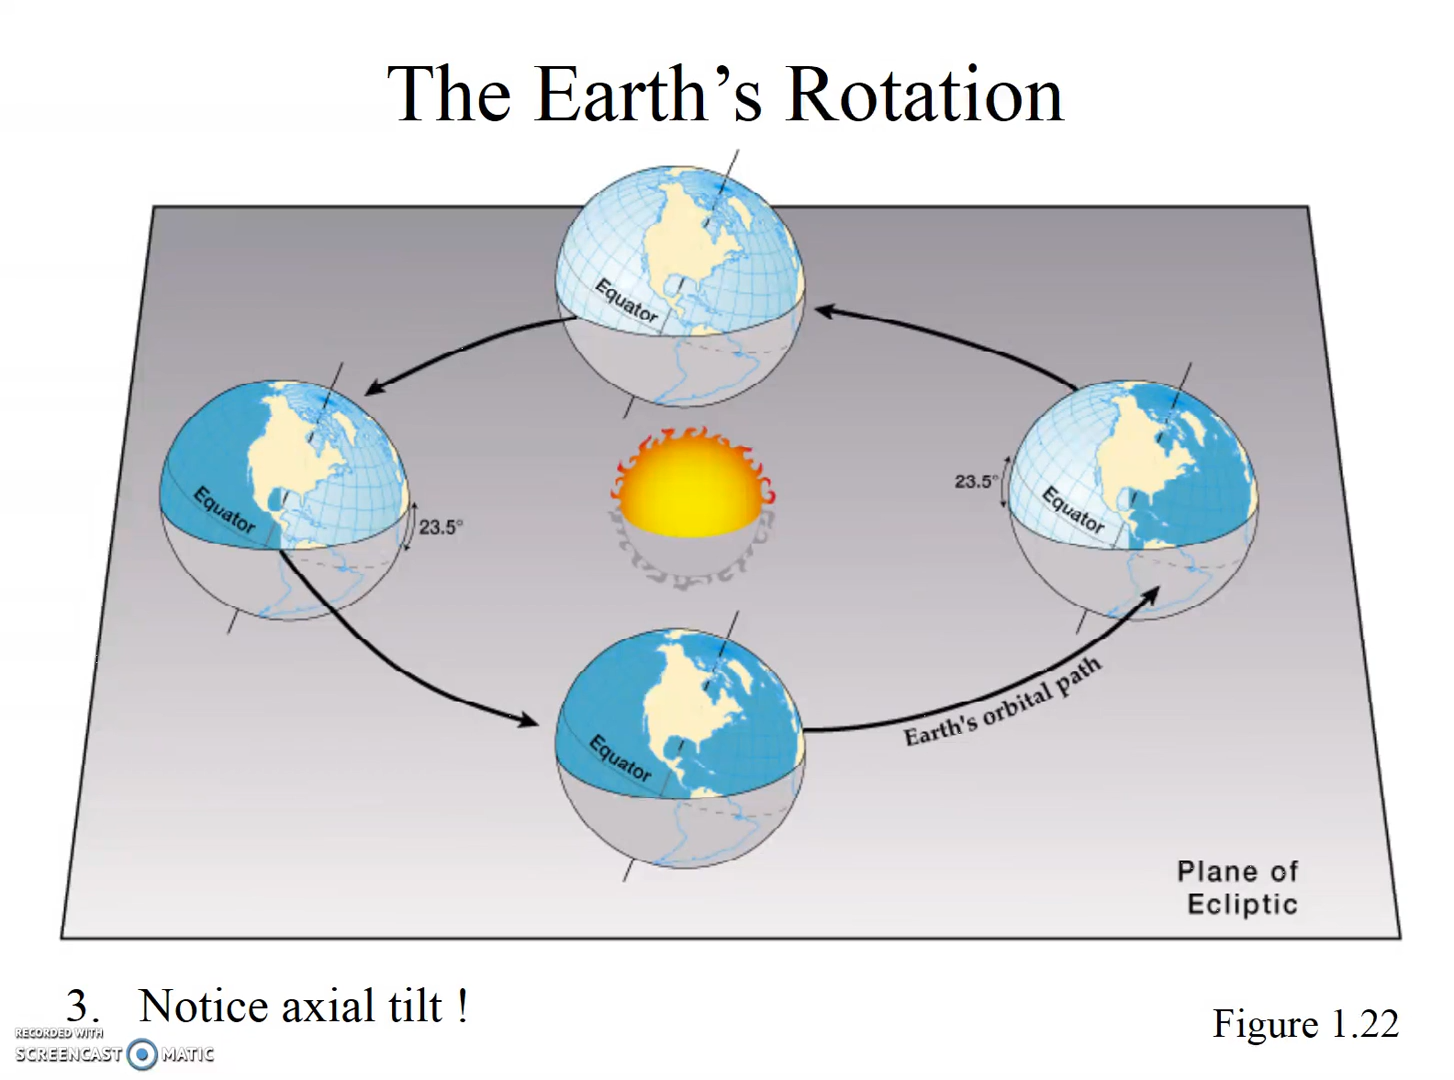 The Earth's Rotation
Equator
Equator
23.5°
23.5°
Equator
Equator
Earth's orbital path
Plane of
Ecliptic
3. Notice axial tilt !
Figure 1.22
RECORDED WITH
SCREENCAST MATIC